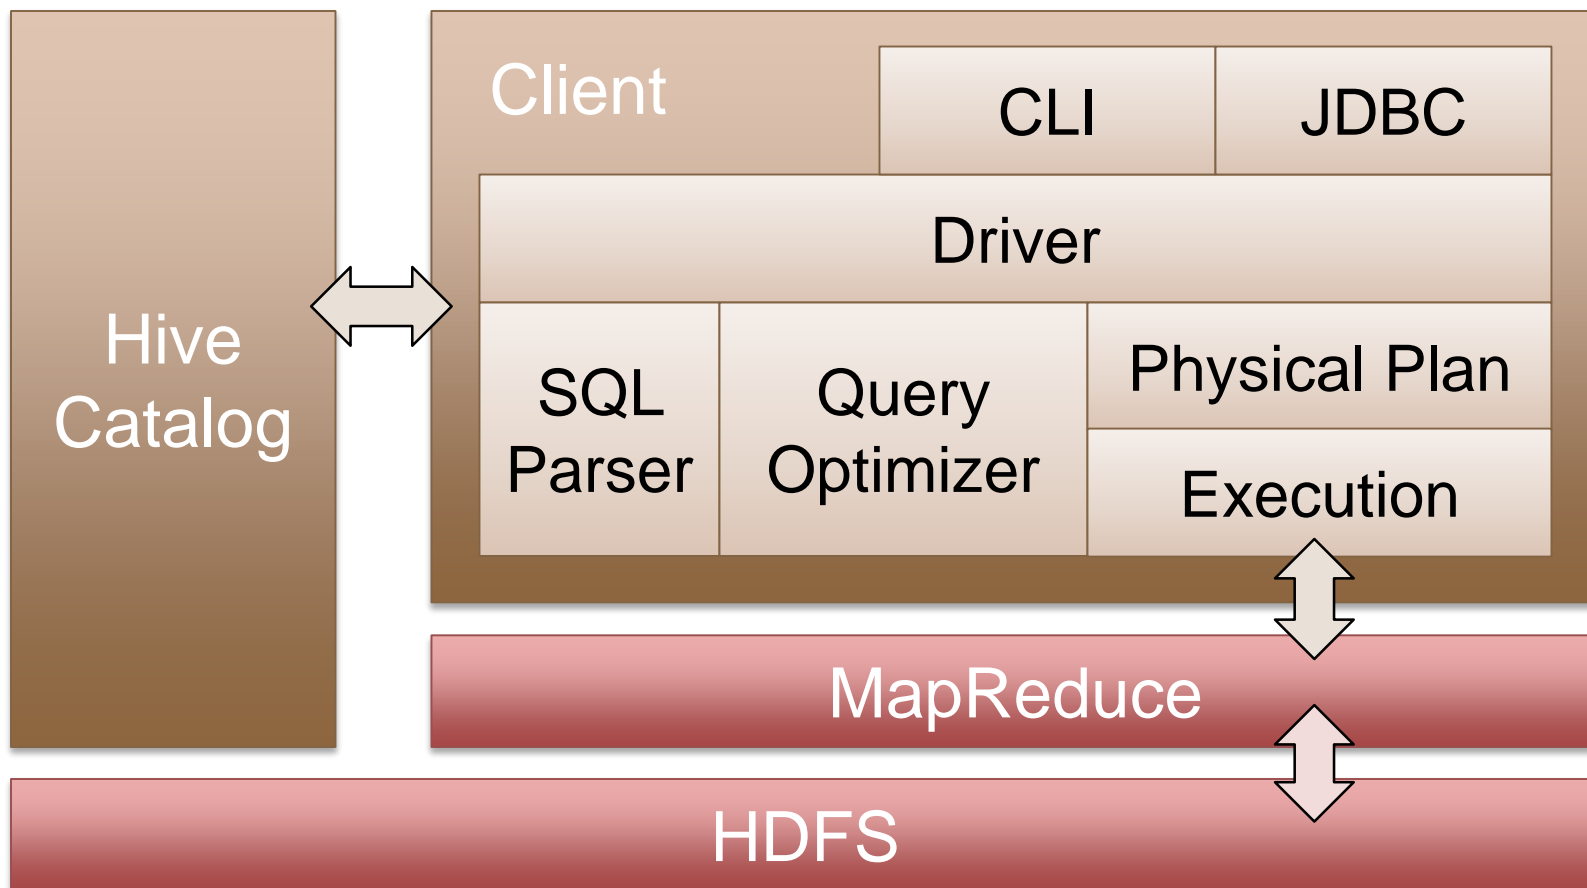 Client
CLI
JDBC
Driver
Hive
Catalog
SQL
Parser
Query
Optimizer
Physical Plan
Execution
MapReduce
HDFS